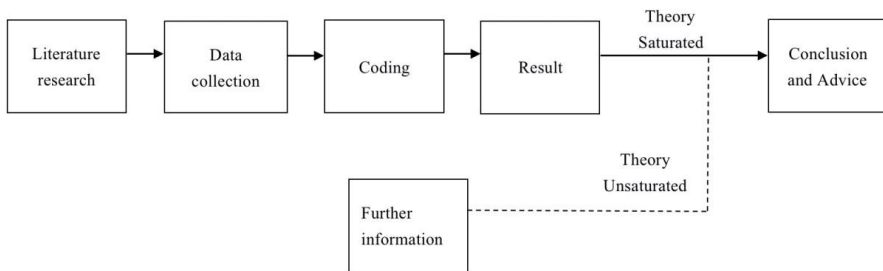 Literature
research
Data
collection
Coding
Result
Theory
Saturated
Conclusion
and Advice
Theory
Unsaturated
Further
information